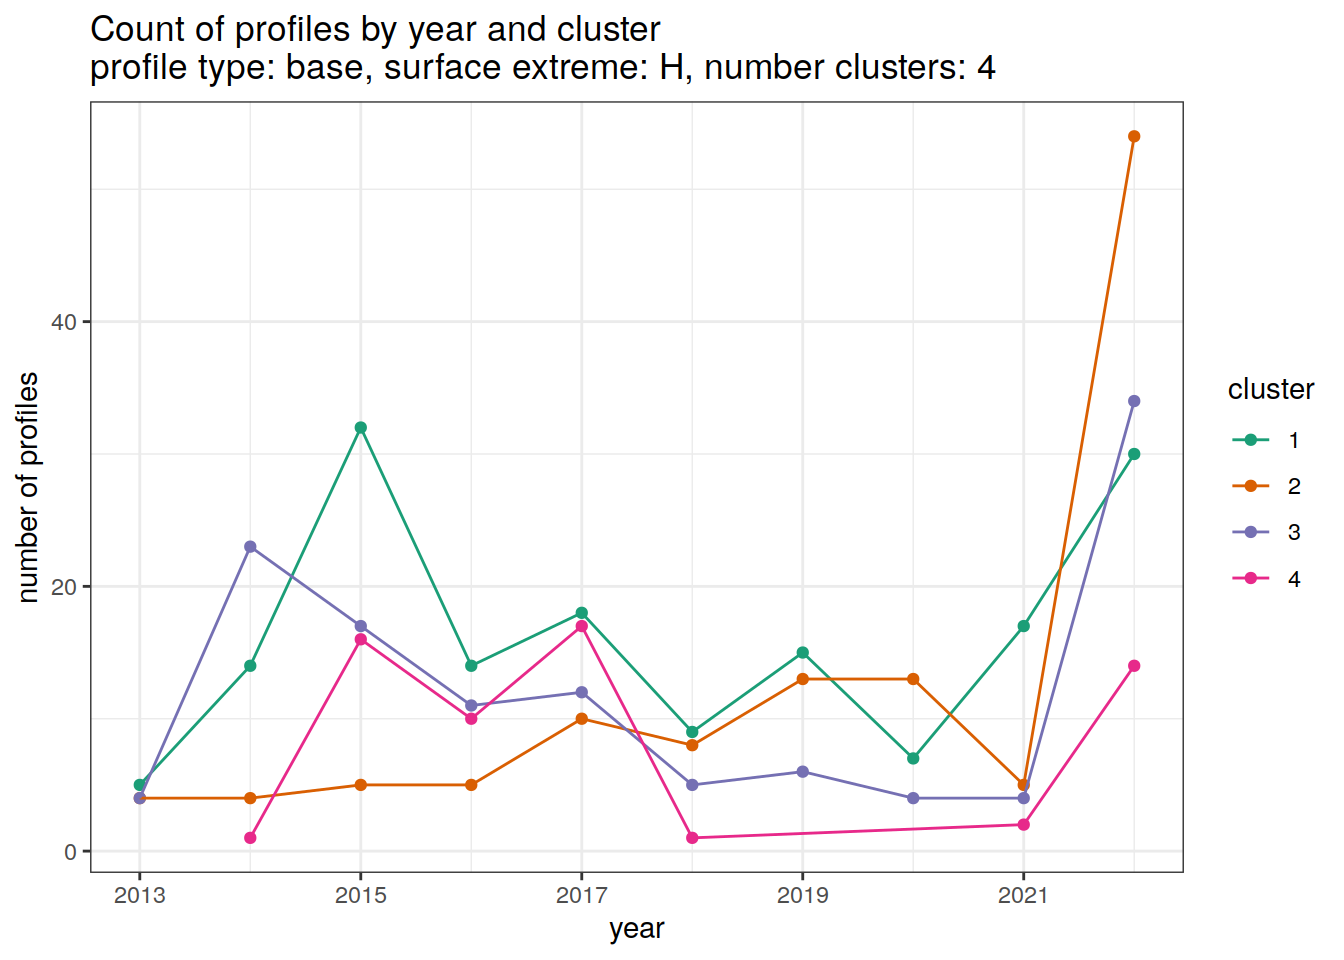 Count of profiles by year and cluster
profile type: base, surface extreme: H, number clusters: 4
number of profiles
40
20
0
2013
2015
2017
2019
2021
year
cluster
1
2
3
4